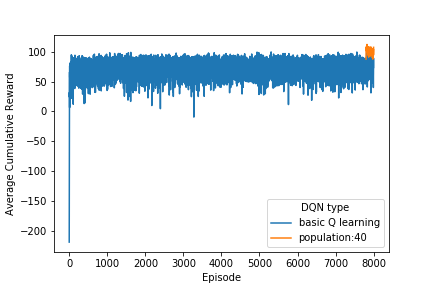 100
50
0
−50
−100
−150
−200
Average Cumulative Reward
0 1000 2000 3000 4000 5000 6000 7000 8000
Episode
DQN type
basic Q learning
population:40